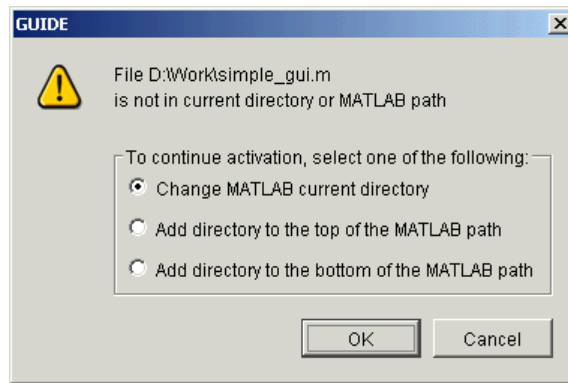 GUIDE
File D:\Work\simple_gui.m
is not in current directory or MATLAB path
To continue activation, select one of the following:
Change MATLAB current directory
Add directory to the top of the MATLAB path
Add directory to the bottom of the MATLAB path
OK Cancel